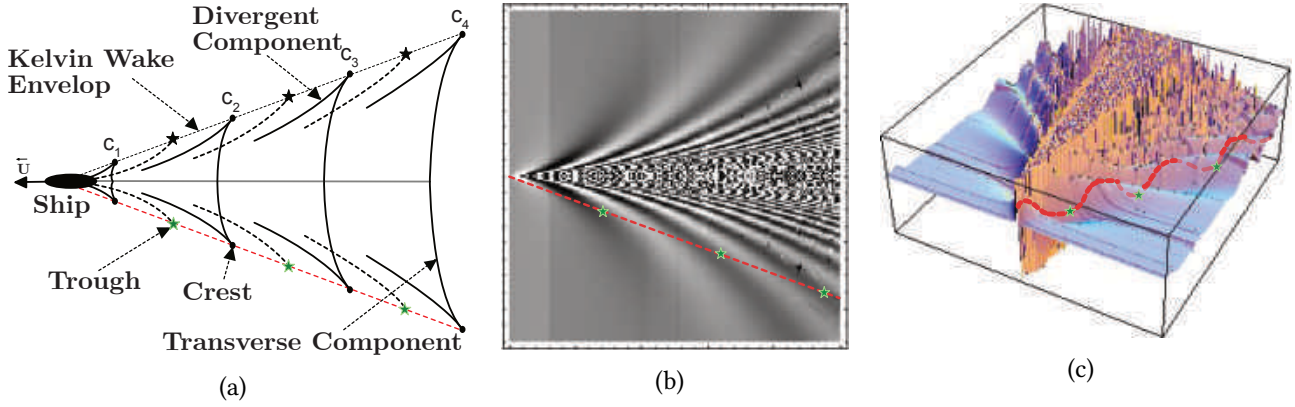 Divergent
Component
Kelvin Wake
Envelop
C1
C2
C3
C4
U
Ship
Trough
Crest
Transverse Component
(a)
(b)
(c)